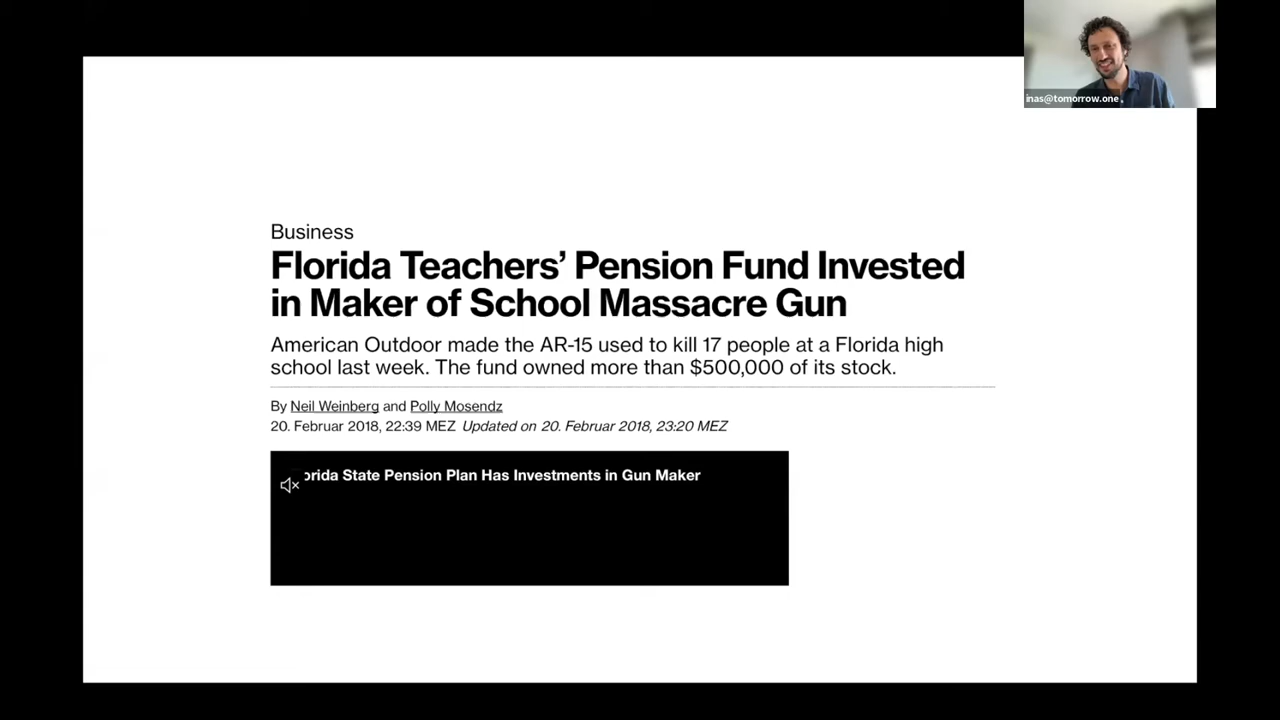 inas@tomorrow.one
Business
Florida Teachers’ Pension Fund Invested
in Maker of School Massacre Gun
American Outdoor made the AR-15 used to kill 17 people at a Florida high
school last week. The fund owned more than $500,000 of its stock.
By Neil Weinberg and Polly Mosendz
20. Februar 2018, 22:39 MEZ Updated on 20. Februar 2018, 23:20 MEZ
orida State Pension Plan Has Investments in Gun Maker